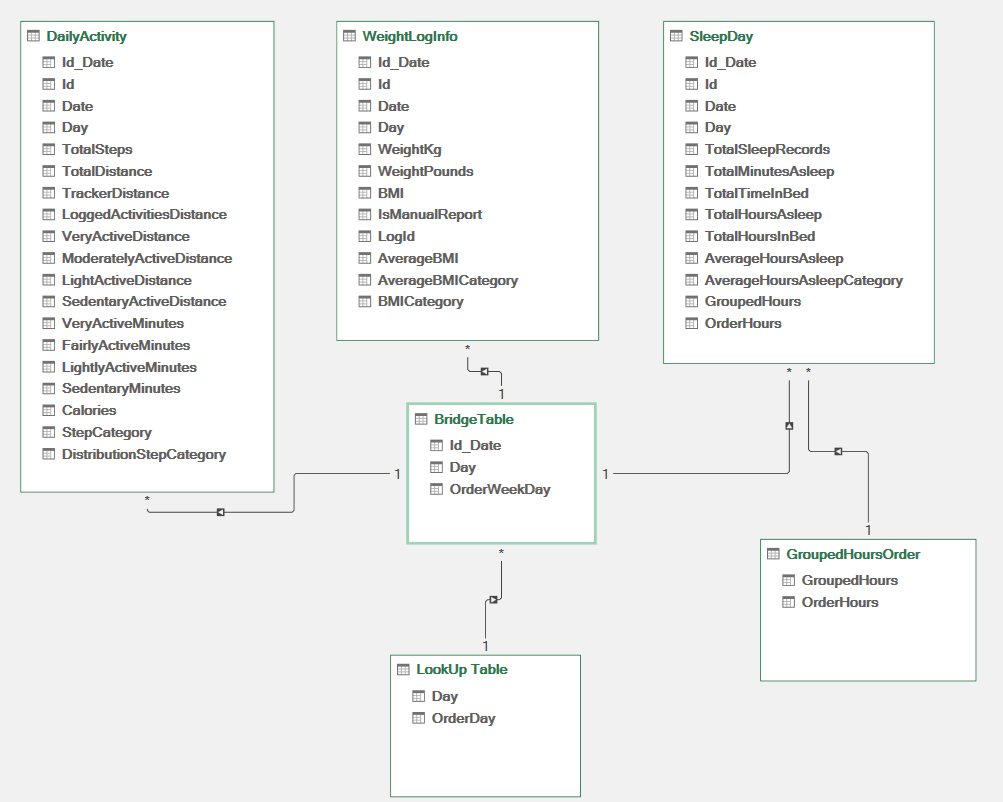 DailyActivity
Id_Date
Id
Date
Day
TotalSteps
TotalDistance
TrackerDistance
LoggedActivitiesDistance
VeryActiveDistance
ModeratelyActiveDistance
LightActiveDistance
SedentaryActiveDistance
VeryActiveMinutes
FairlyActiveMinutes
LightlyActiveMinutes
SedentaryMinutes
Calories
StepCategory
DistributionStepCategory
*
WeightLogInfo
Id_Date
Id
Date
Day
WeightKg
WeightPounds
BMI
IsManualReport
LogId
AverageBMI
AverageBMICategory
BMICategory
*
1
SleepDay
Id_Date
Id
Date
Day
TotalSleepRecords
TotalMinutesAsleep
TotalTimeInBed
TotalHoursAsleep
TotalHoursInBed
AverageHoursAsleep
AverageHoursAsleepCategory
GroupedHours
OrderHours
* *
BridgeTable
Id_Date
Day
OrderWeekDay
1
1
*
1
LookUp Table
Day
OrderDay
1
GroupedHoursOrder
GroupedHours
OrderHours